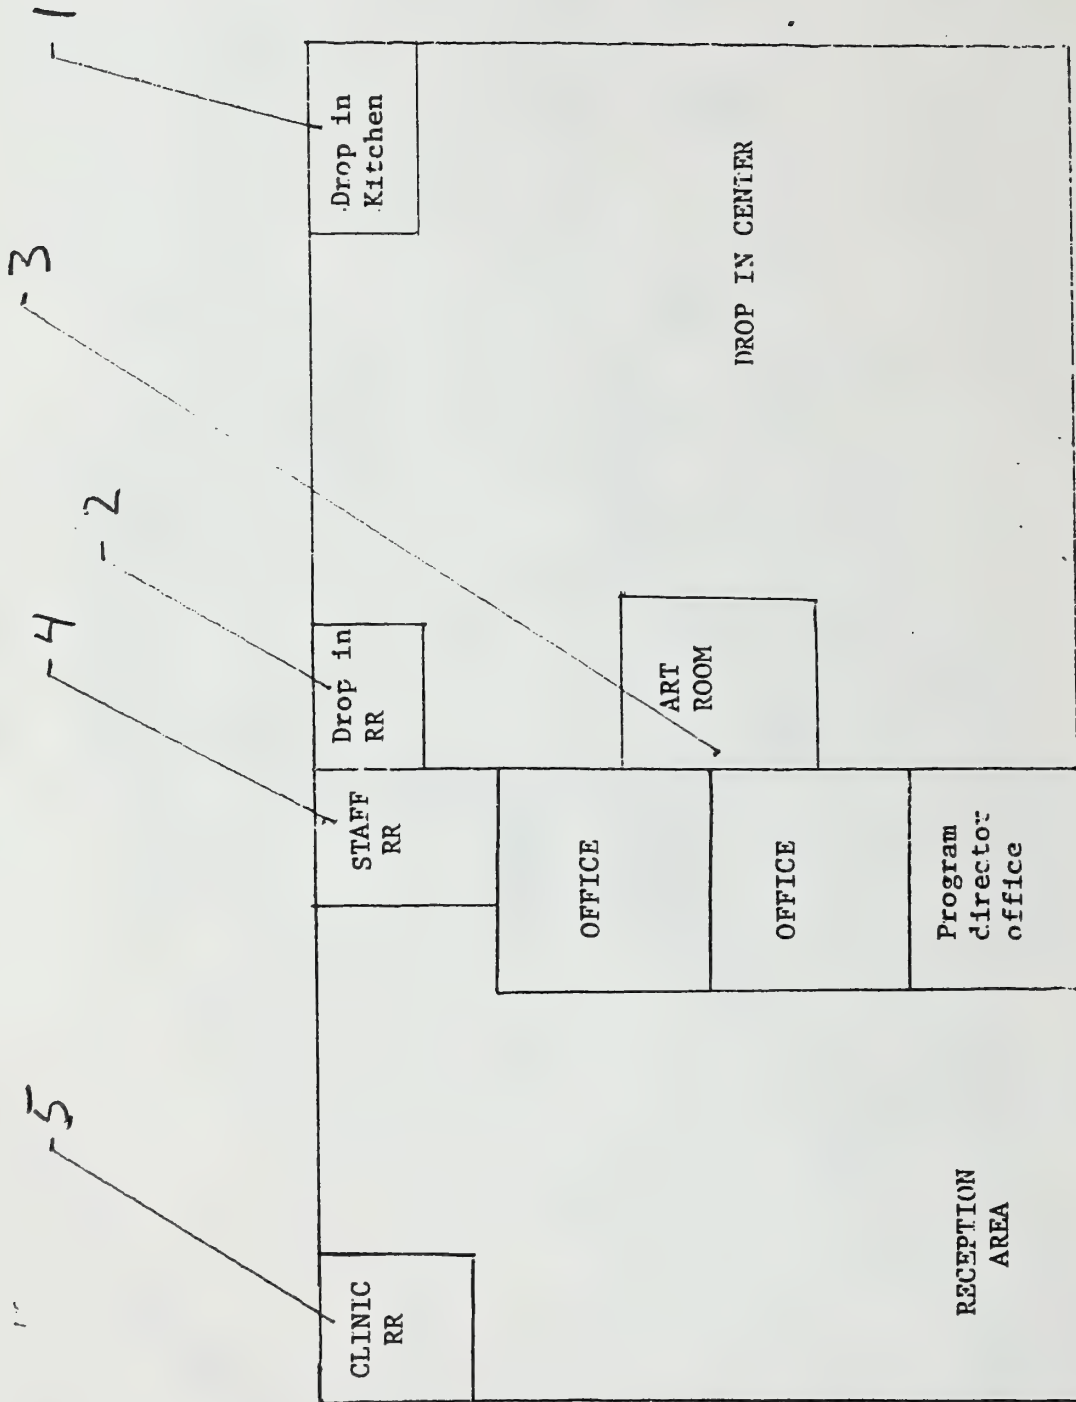 -5
-4
-2
-3
-1
CLINIC
RR
STAFF
RR
Drop in
RR
Drop in
Kitchen
OFFICE
ART
ROOM
OFFICE
DROP IN CENTER
RECEPTION
AREA
Program
director
office